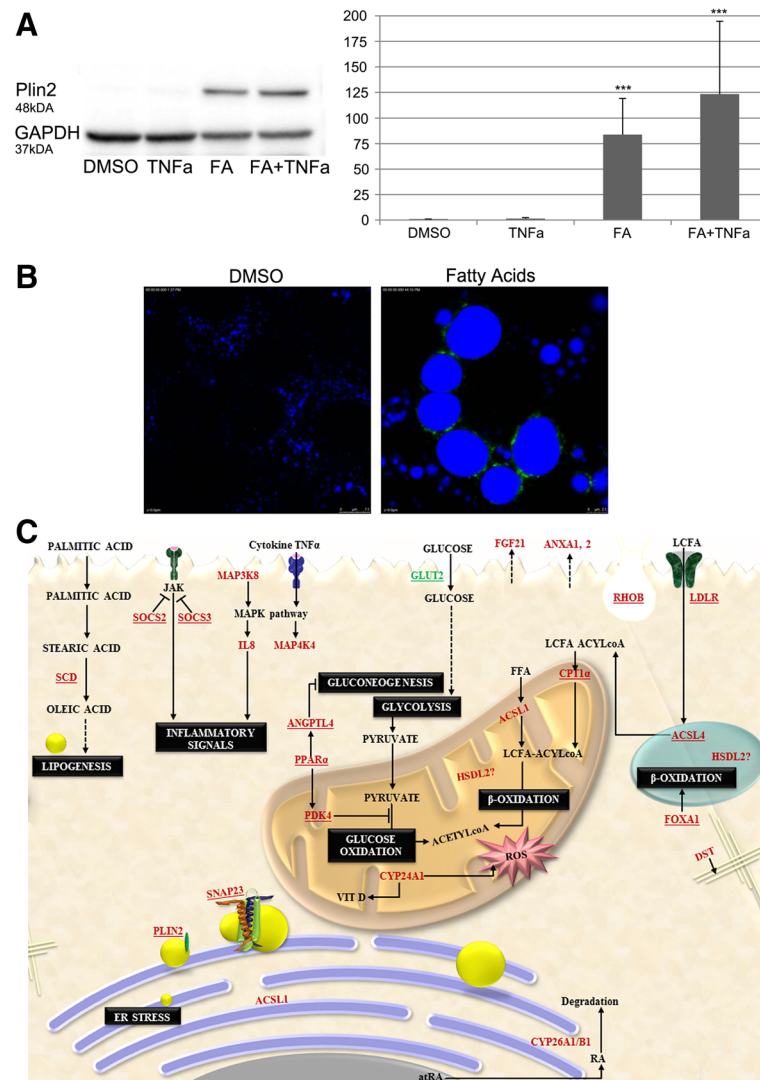 A
Plin2
48kDA
GAPDH
37kDA
DMSO TNFa FA FA+TNFa
200
175
150
125
100
75
50
25
0
***
***
DMSO TNFa FA FA+TNFa
B
DMSO Fatty Acids
C
PALMITIC ACID
PALMITIC ACID
STEARIC ACID
SCD
OLEIC ACID
LIPOGENESIS
JAK
SOCS2 SOCS3
INFLAMMATORY
SIGNALS
Cytokine TNFα
MAP3K8
MAPK pathway
IL8
MAP4K4
GLUCOSE
GLUT2
GLUCOSE
FGF21
ANXA1, 2
RHOB
LCFA
LDLR
GLUCONEOGENESIS
GLYCOLYSIS
ANGPTL4
PYRUVATE
PPARα
PYRUVATE
PDK4
GLUCOSE
OXIDATION
LCFA ACYLcoA
FFA
CPT1α
ACSL1
LCFA-ACYLcoA
HSDL2?
β-OXIDATION
ACETYLcoA
ROS
CYP24A1
VIT D
ACSL4
HSDL2?
β-OXIDATION
FOXA1
DST
SNAP23
PLIN2
ER STRESS
ACSL1
Degradation
CYP26A1/B1
RA
atRA